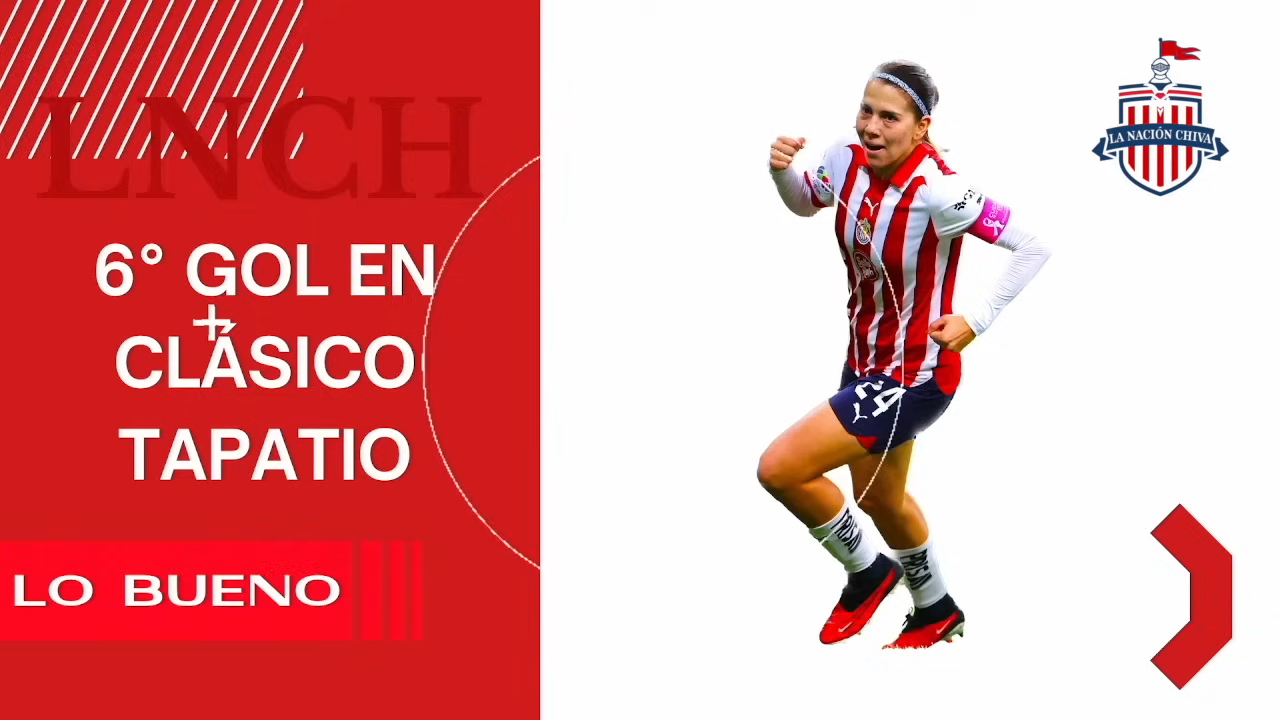 LNCH
6° GOL EN
CLÁSICO
TAPATIO
LO BUENO
LA NACIÓN CHIVA
24